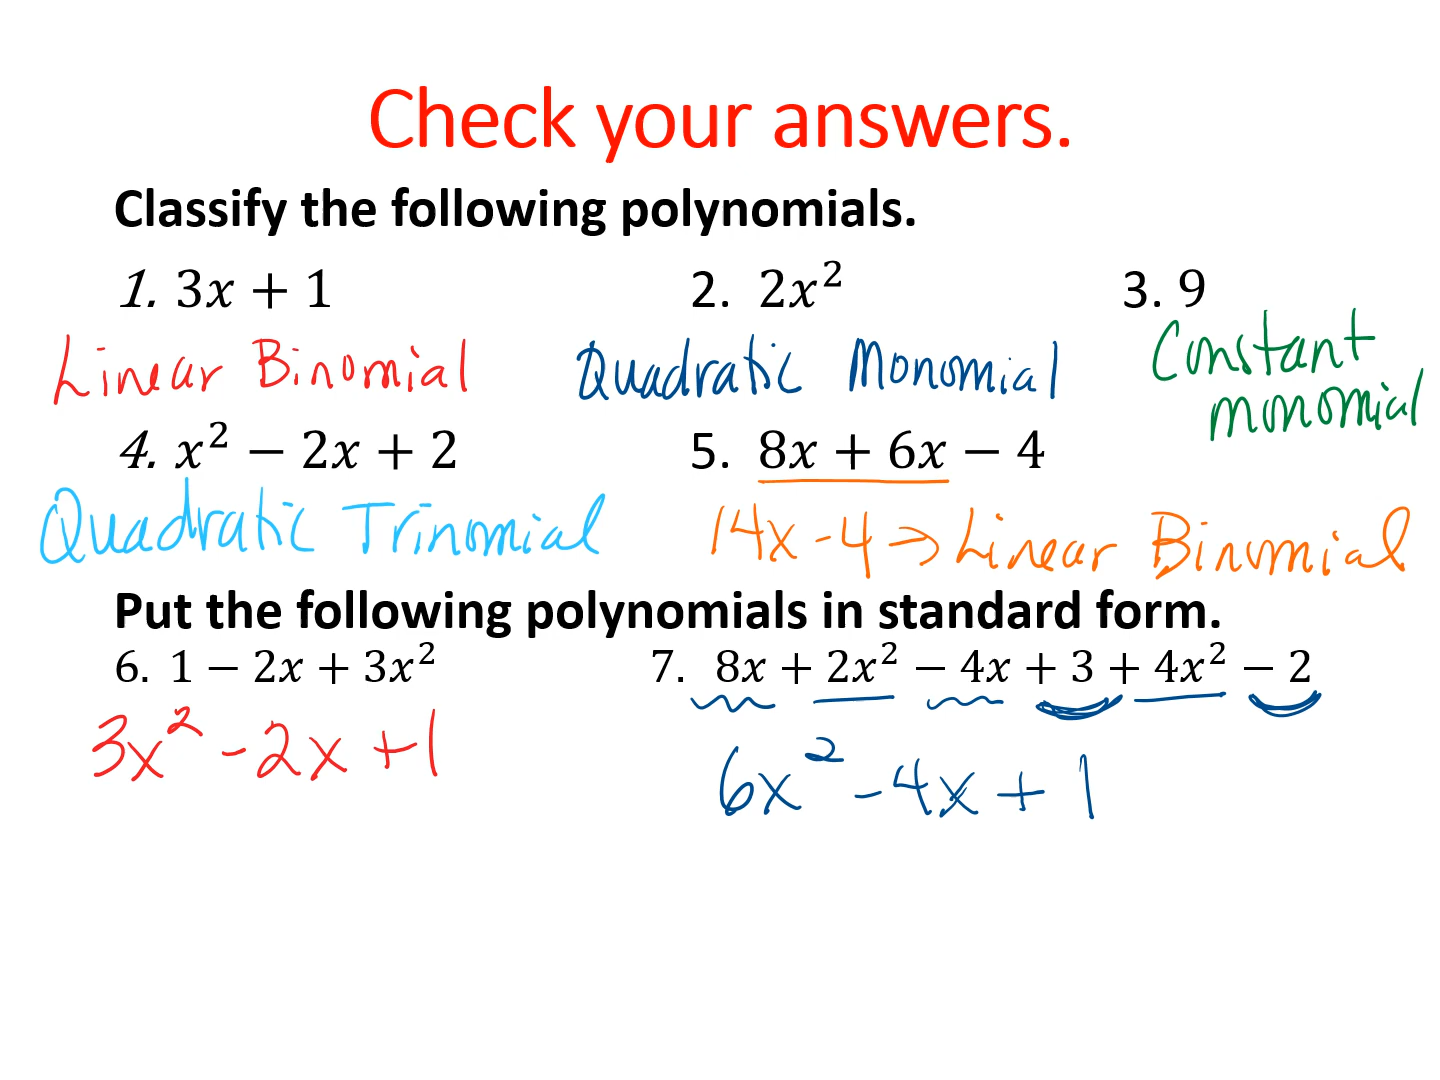 Check your answers.
Classify the following polynomials.
1. 3x + 1 2. 2x² 3. 9
Linear Binomial Quadratic Monomial Constant
monomial
4. x² − 2x + 2 5. 8x + 6x − 4
Quadratic Trinomial 14x - 4 → Linear Binomial
Put the following polynomials in standard form.
6. 1 − 2x + 3x² 7. 8x + 2x² − 4x + 3 + 4x² − 2
3x² - 2x + 1 6x² - 4x + 1